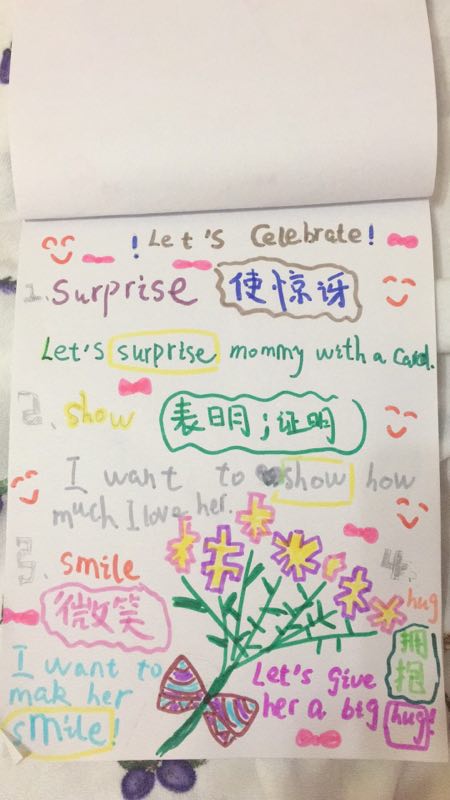 ! Let's Celebrate!
1. surprise 使惊讶
Let's surprise mommy with a card.
2. show 表明；证明
I want to show how
much I love her.
3. smile
微笑
I want to
mak her
smile!
4. hug
拥抱
Let's give
her a big hug!